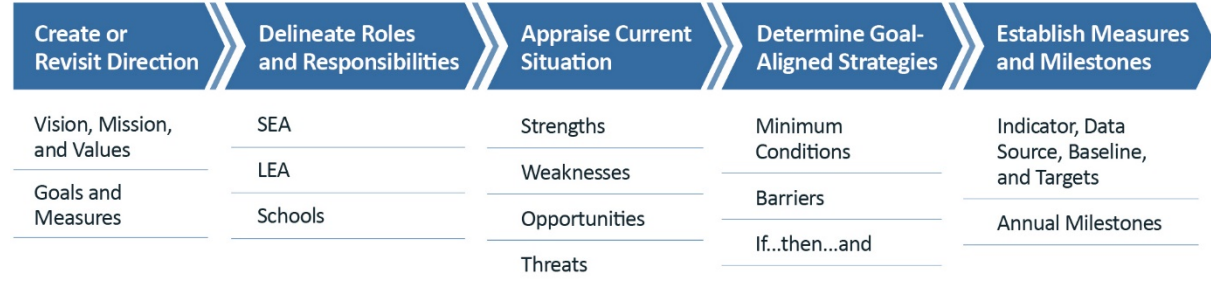 Create or
Revisit Direction
Vision, Mission,
and Values
Goals and
Measures
Delineate Roles
and Responsibilities
SEA
LEA
Schools
Appraise Current
Situation
Strengths
Weaknesses
Opportunities
Threats
Determine Goal-
Aligned Strategies
Minimum
Conditions
Barriers
If...then...and
Establish Measures
and Milestones
Indicator, Data
Source, Baseline,
and Targets
Annual Milestones